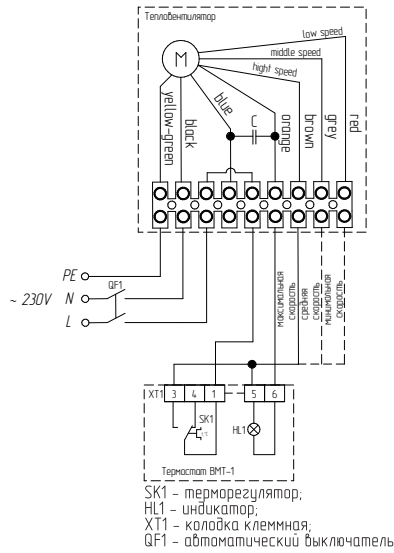 Тепловентилятор
low speed
middle speed
hight speed
M
yellow-green
black
blue
C
orange
brown
grey
red
PE
QF1
~ 230V
N
L
максимальная
скорость
средняя
скорость
минимальная
скорость
XT1
3
4
1
5
6
SK1
t°C
HL1
Термостат BMT-1
SK1 - терморегулятор;
HL1 - индикатор;
XT1 - колодка клеммная;
QF1 - автоматический выключатель